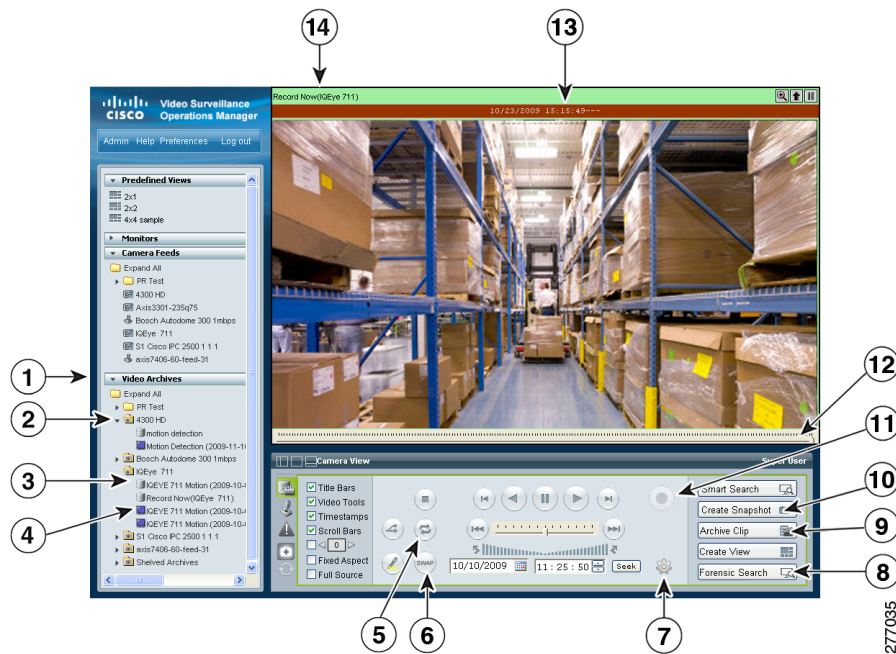 14
13
Record Now(IQEye 711)
10/23/2009 15:15:49---
CISCO
Video Surveillance
Operations Manager
Admin Help Preferences Log out
Predefined Views
2x1
2x2
4x4 sample
Monitors
Camera Feeds
Expand All
PR Test
4300 HD
Axis3301-235q75
Bosch Autodome 300 1mbps
IQEye 711
S1 Cisco IPC 2500 1 1 1
axis7406-60-feed-31
1
Video Archives
Expand All
PR Test
2
4300 HD
motion detection
Motion Detection (2009-11-1
Bosch Autodome 300 1mbps
IQEye 711
3
IQEYE 711 Motion (2009-10-
Record Now(IQEye 711)
4
IQEYE 711 Motion (2009-10-
IQEYE 711 Motion (2009-10-
S1 Cisco IPC 2500 1 1 1
axis7406-60-feed-31
Shelved Archives
12
11
Camera View
Super User
Title Bars
Video Tools
Timestamps
Scroll Bars
0
Fixed Aspect
Full Source
SWAP
10/10/2009
11:25:50
Seek
Smart Search
Create Snapshot
10
Archive Clip
9
Create View
Forensic Search
8
5
6
7
277035